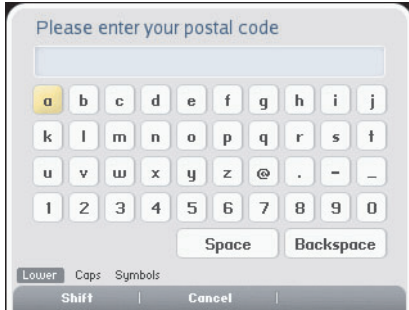 Please enter your postal code
a b c d e f g h i j
k l m n o p q r s t
u v w x y z @ . - _
1 2 3 4 5 6 7 8 9 0
Space Backspace
Lower Caps Symbols
Shift Cancel